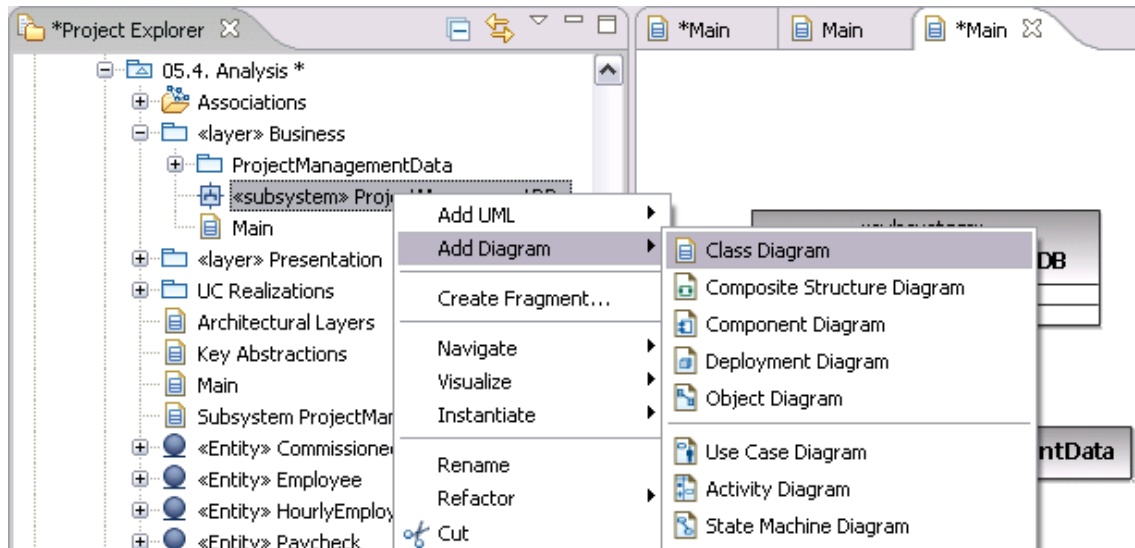 *Project Explorer
*Main
Main
*Main
05.4. Analysis *
Associations
«layer» Business
ProjectManagementData
«subsystem»
Main
«layer» Presentation
UC Realizations
Architectural Layers
Key Abstractions
Main
Subsystem ProjectMan
«Entity» Commissione
«Entity» Employee
«Entity» HourlyEmploy
«Entity» Paycheck
Add UML
Add Diagram
Create Fragment...
Navigate
Visualize
Instantiate
Rename
Refactor
Cut
Class Diagram
Composite Structure Diagram
Component Diagram
Deployment Diagram
Object Diagram
Use Case Diagram
Activity Diagram
State Machine Diagram
DB
ntData